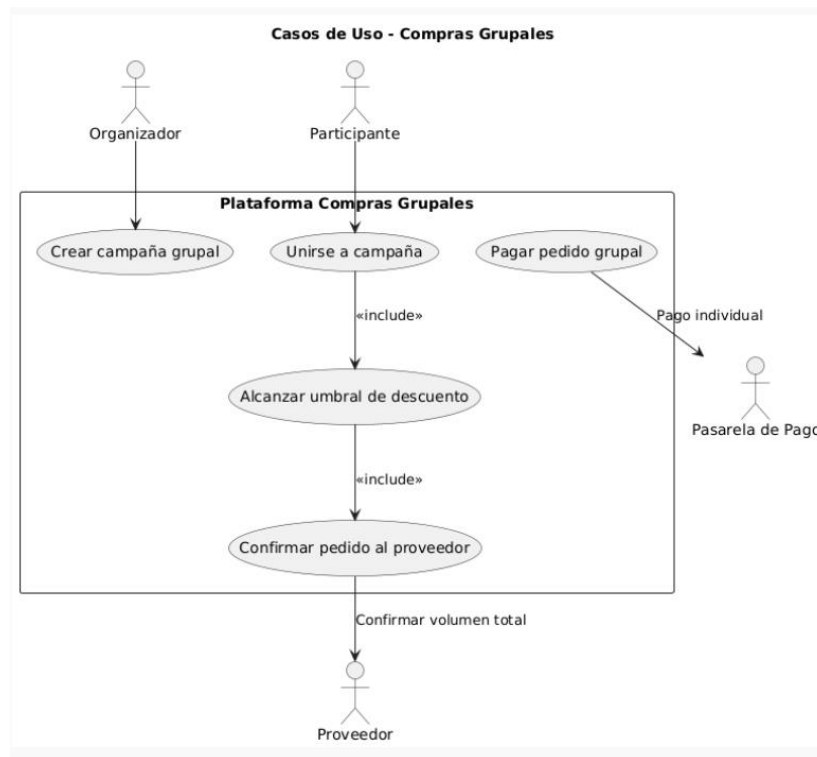 Casos de Uso - Compras Grupales
Organizador
Participante
Plataforma Compras Grupales
Crear campaña grupal
Unirse a campaña
Pagar pedido grupal
«include»
Pago individual
Alcanzar umbral de descuento
Pasarela de Pago
«include»
Confirmar pedido al proveedor
Confirmar volumen total
Proveedor